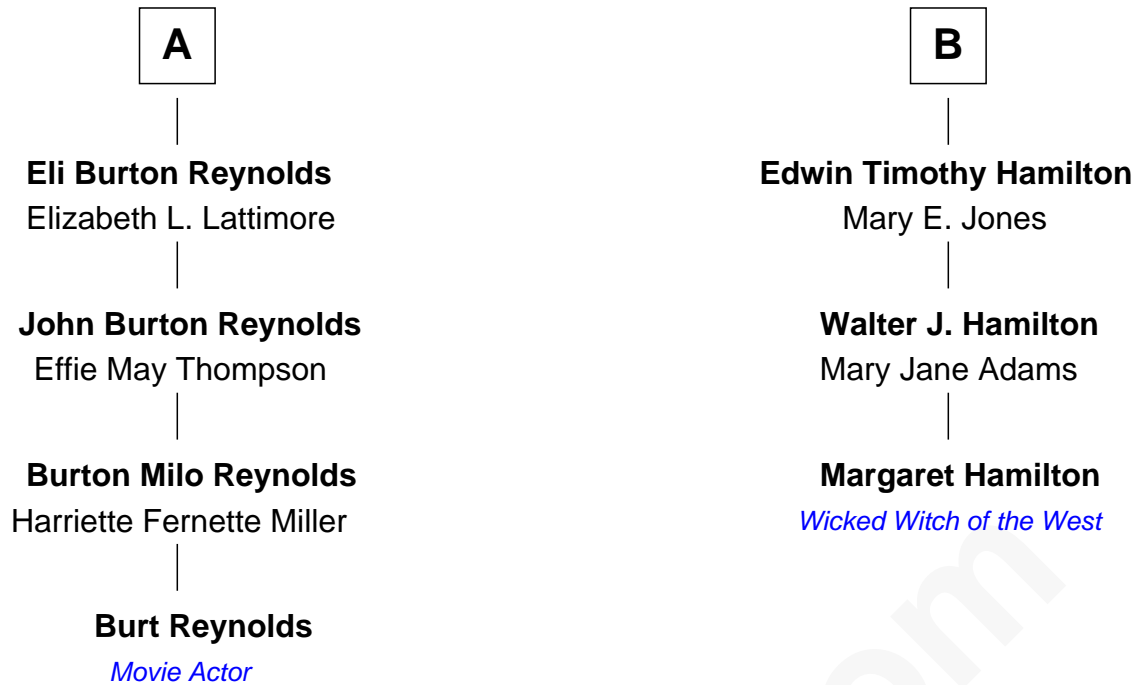 A
Eli Burton Reynolds
Elizabeth L. Lattimore
John Burton Reynolds
Effie May Thompson
Burton Milo Reynolds
Harriette Fernette Miller
Burt Reynolds
Movie Actor
B
Edwin Timothy Hamilton
Mary E. Jones
Walter J. Hamilton
Mary Jane Adams
Margaret Hamilton
Wicked Witch of the West
om